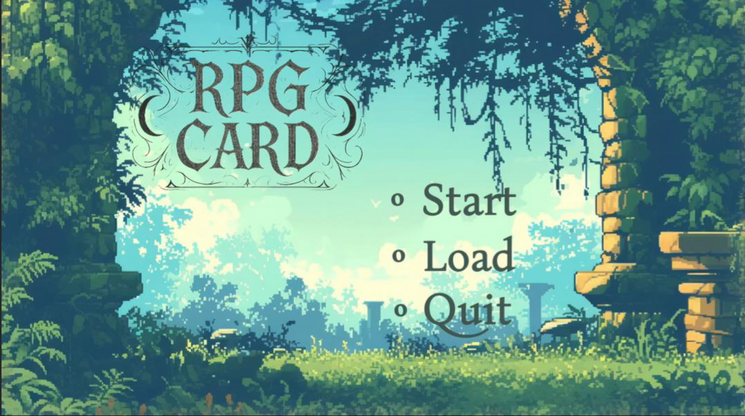 RPG
CARD
o Start
o Load
o Quit